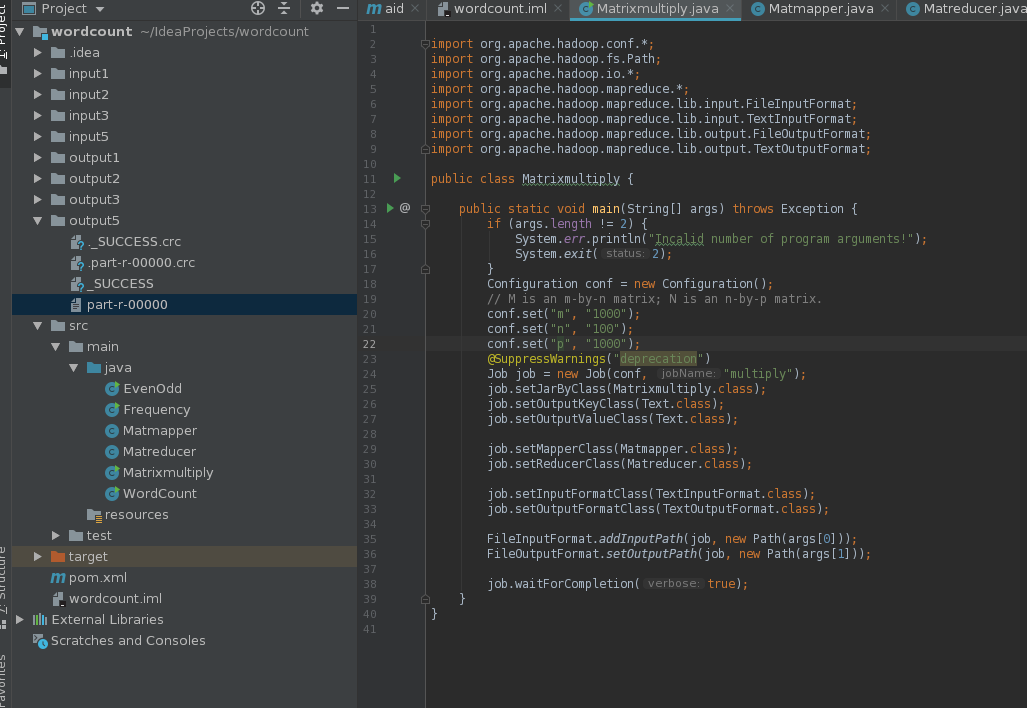 Project
wordcount ~/IdeaProjects/wordcount
.idea
input1
input2
input3
input5
output1
output2
output3
output5
._SUCCESS.crc
.part-r-00000.crc
_SUCCESS
part-r-00000
src
main
java
EvenOdd
Frequency
Matmapper
Matreducer
Matrixmultiply
WordCount
resources
test
target
pom.xml
wordcount.iml
External Libraries
Scratches and Consoles
Project
Structure
avorites
aid
wordcount.iml
Matrixmultiply.java
Matmapper.java
Matreducer.java
1
2 import org.apache.hadoop.conf.*;
3 import org.apache.hadoop.fs.Path;
4 import org.apache.hadoop.io.*;
5 import org.apache.hadoop.mapreduce.*;
6 import org.apache.hadoop.mapreduce.lib.input.FileInputFormat;
7 import org.apache.hadoop.mapreduce.lib.input.TextInputFormat;
8 import org.apache.hadoop.mapreduce.lib.output.FileOutputFormat;
9 import org.apache.hadoop.mapreduce.lib.output.TextOutputFormat;
10
11 public class Matrixmultiply {
12
13 @ public static void main(String[] args) throws Exception {
14 if (args.length != 2) {
15 System.err.println("Incalid number of program arguments!");
16 System.exit( status: 2);
17 }
18 Configuration conf = new Configuration();
19 // M is an m-by-n matrix; N is an n-by-p matrix.
20 conf.set("m", "1000");
21 conf.set("n", "100");
22 conf.set("p", "1000");
23 @SuppressWarnings("deprecation")
24 Job job = new Job(conf, jobName: "multiply");
25 job.setJarByClass(Matrixmultiply.class);
26 job.setOutputKeyClass(Text.class);
27 job.setOutputValueClass(Text.class);
28
29 job.setMapperClass(Matmapper.class);
30 job.setReducerClass(Matreducer.class);
31
32 job.setInputFormatClass(TextInputFormat.class);
33 job.setOutputFormatClass(TextOutputFormat.class);
34
35 FileInputFormat.addInputPath(job, new Path(args[0]));
36 FileOutputFormat.setOutputPath(job, new Path(args[1]));
37
38 job.waitForCompletion( verbose: true);
39 }
40 }
41